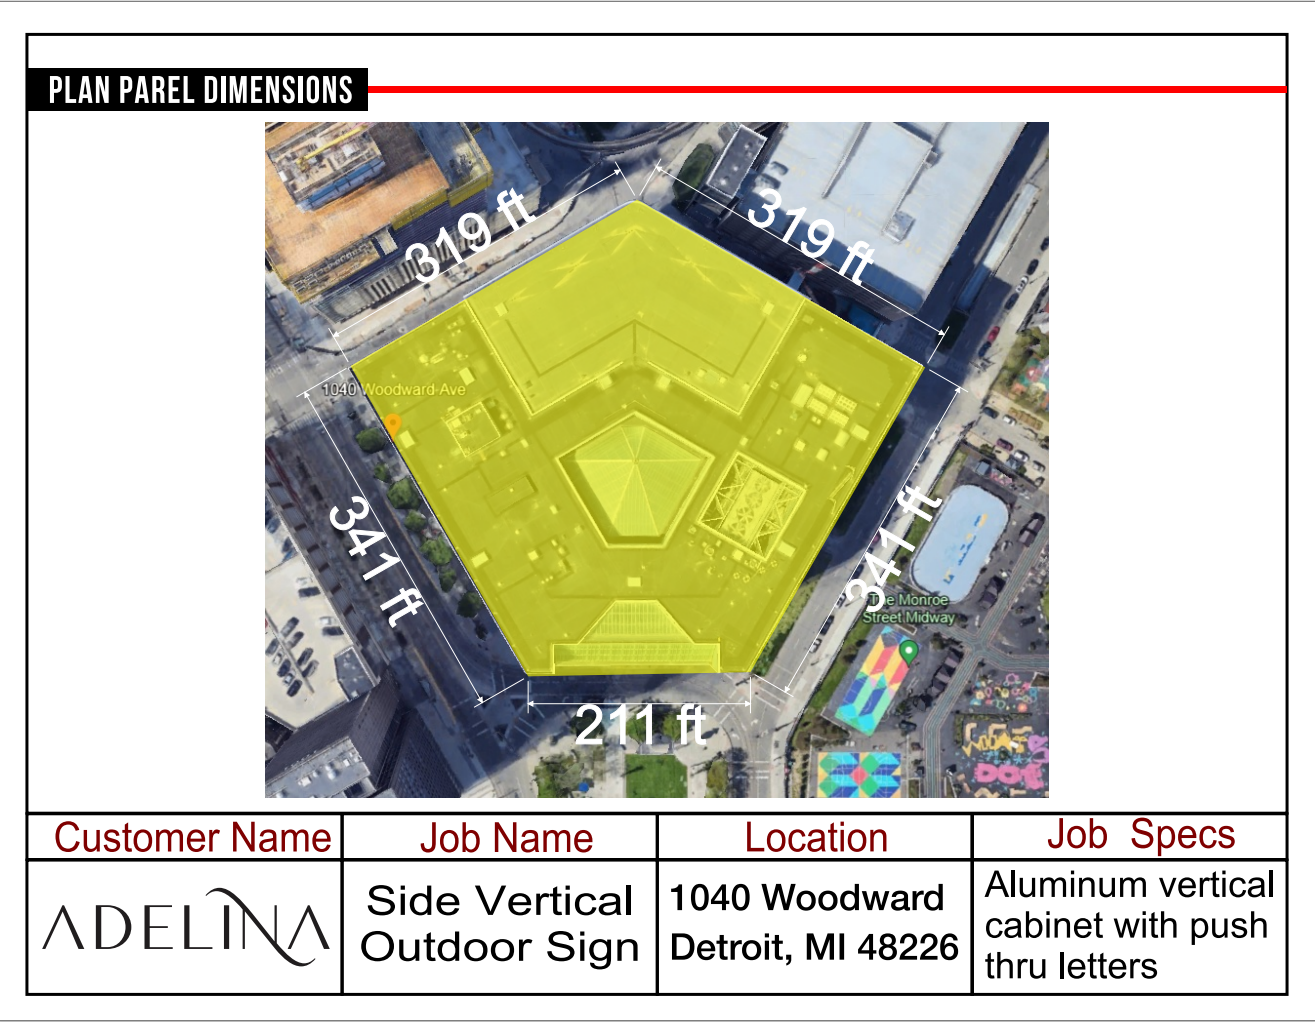 PLAN PAREL DIMENSIONS
319 ft
319 ft
1040 Woodward Ave
341 ft
341 ft
The Monroe
Street Midway
211 ft
Customer Name
Job Name
Location
Job Specs
ADELINA
Side Vertical
Outdoor Sign
1040 Woodward
Detroit, MI 48226
Aluminum vertical
cabinet with push
thru letters